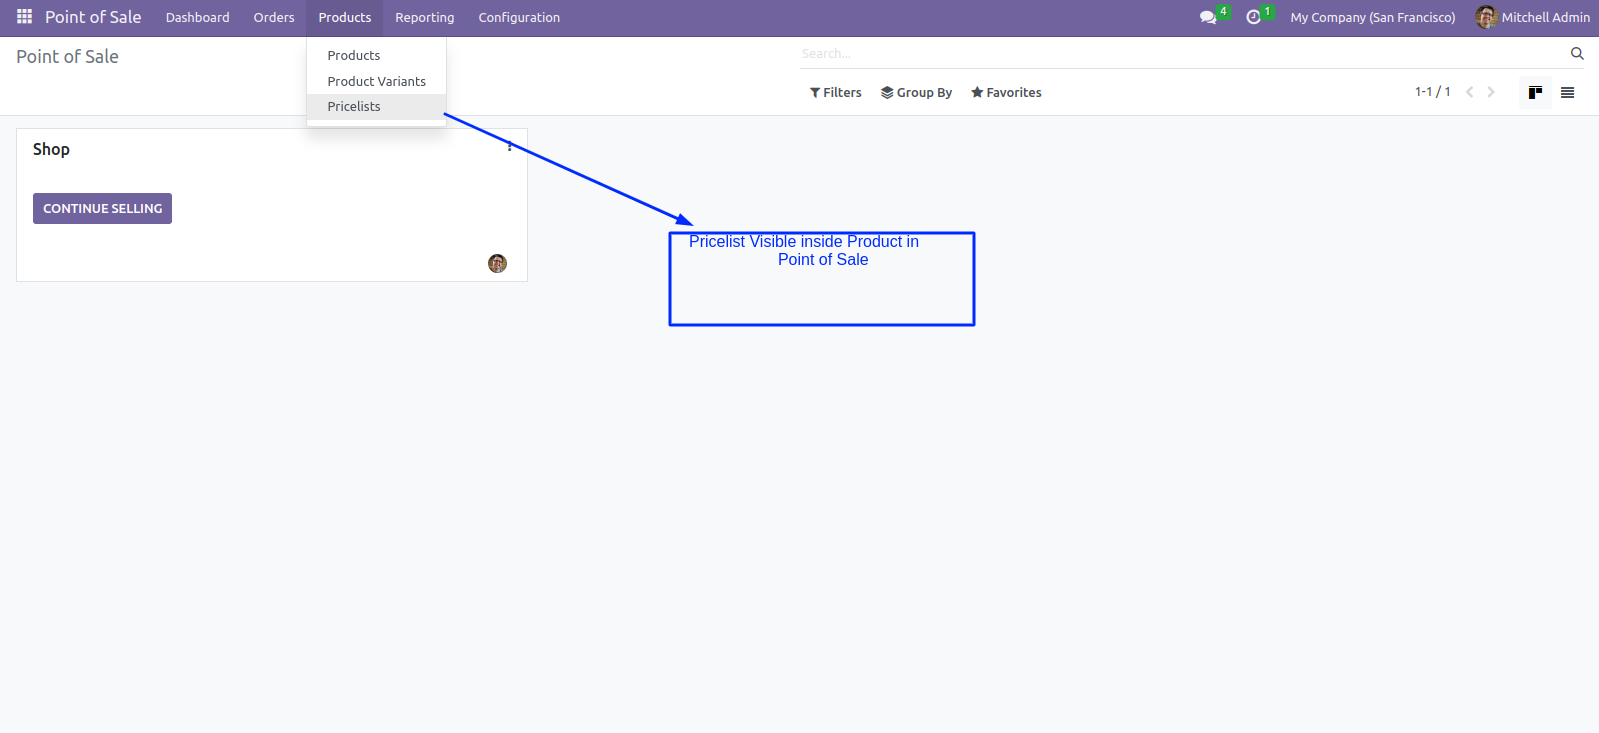 Point of Sale Dashboard Orders Products Reporting Configuration 4 1 My Company (San Francisco) Mitchell Admin
Point of Sale
Search...
Products
Product Variants
Pricelists
Filters Group By Favorites 1-1 / 1
Shop
CONTINUE SELLING
Pricelist Visible inside Product in
Point of Sale